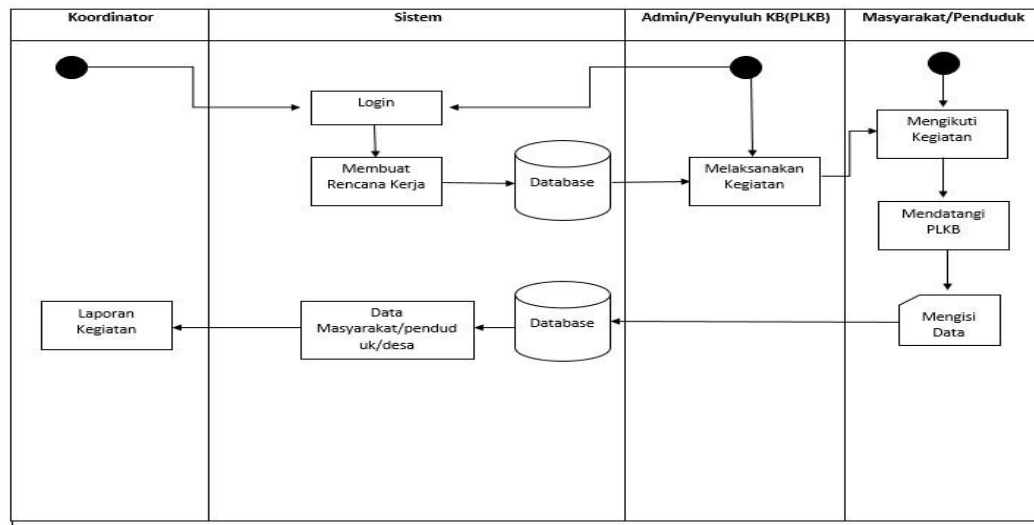 Koordinator
Sistem
Admin/Penyuluh KB(PLKB)
Masyarakat/Penduduk
Login
Mengikuti
Kegiatan
Membuat
Rencana Kerja
Database
Melaksanakan
Kegiatan
Mendatangi
PLKB
Laporan
Kegiatan
Data
Masyarakat/pendud
uk/desa
Database
Mengisi
Data